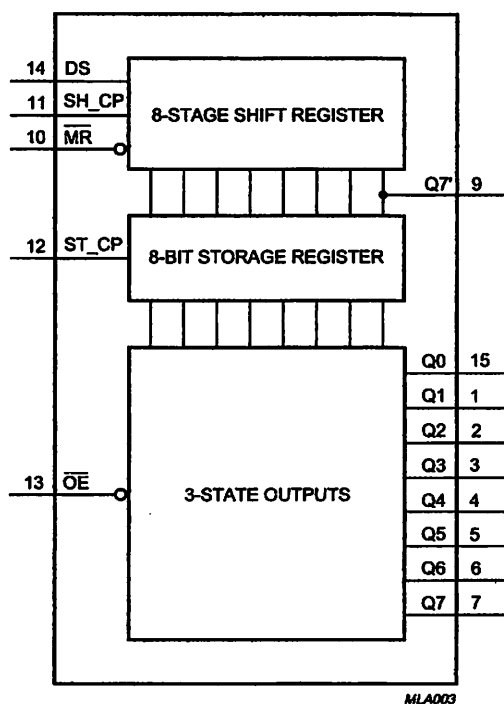 14 DS
11 SH_CP
10 M̅R̅
8-STAGE SHIFT REGISTER
Q7' 9
12 ST_CP
8-BIT STORAGE REGISTER
Q0 15
Q1 1
Q2 2
Q3 3
Q4 4
Q5 5
Q6 6
Q7 7
13 O̅E̅
3-STATE OUTPUTS
MLA003